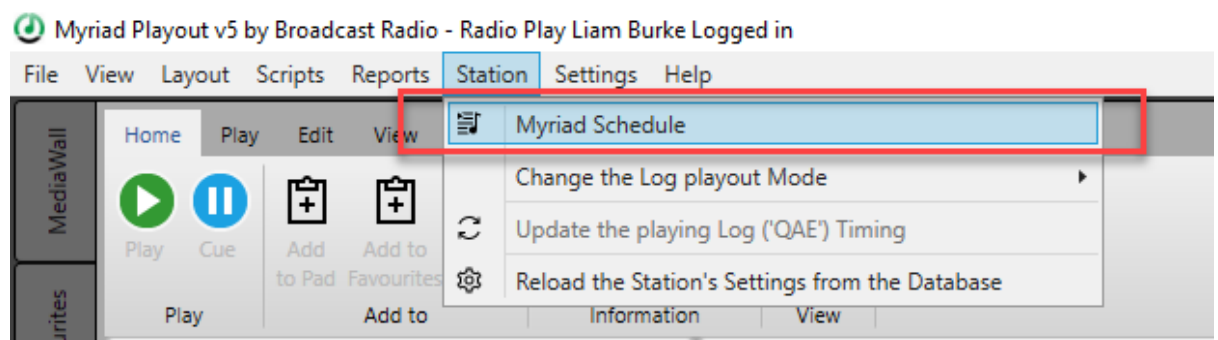 Myriad Playout v5 by Broadcast Radio - Radio Play Liam Burke Logged in
File View Layout Scripts Reports Station Settings Help
Myriad Schedule
Change the Log playout Mode
Update the playing Log ('QAE') Timing
Reload the Station's Settings from the Database
MediaWall
Home Play Edit View
Play Cue Add to Pad Add to Favourites
Play Add to Information View